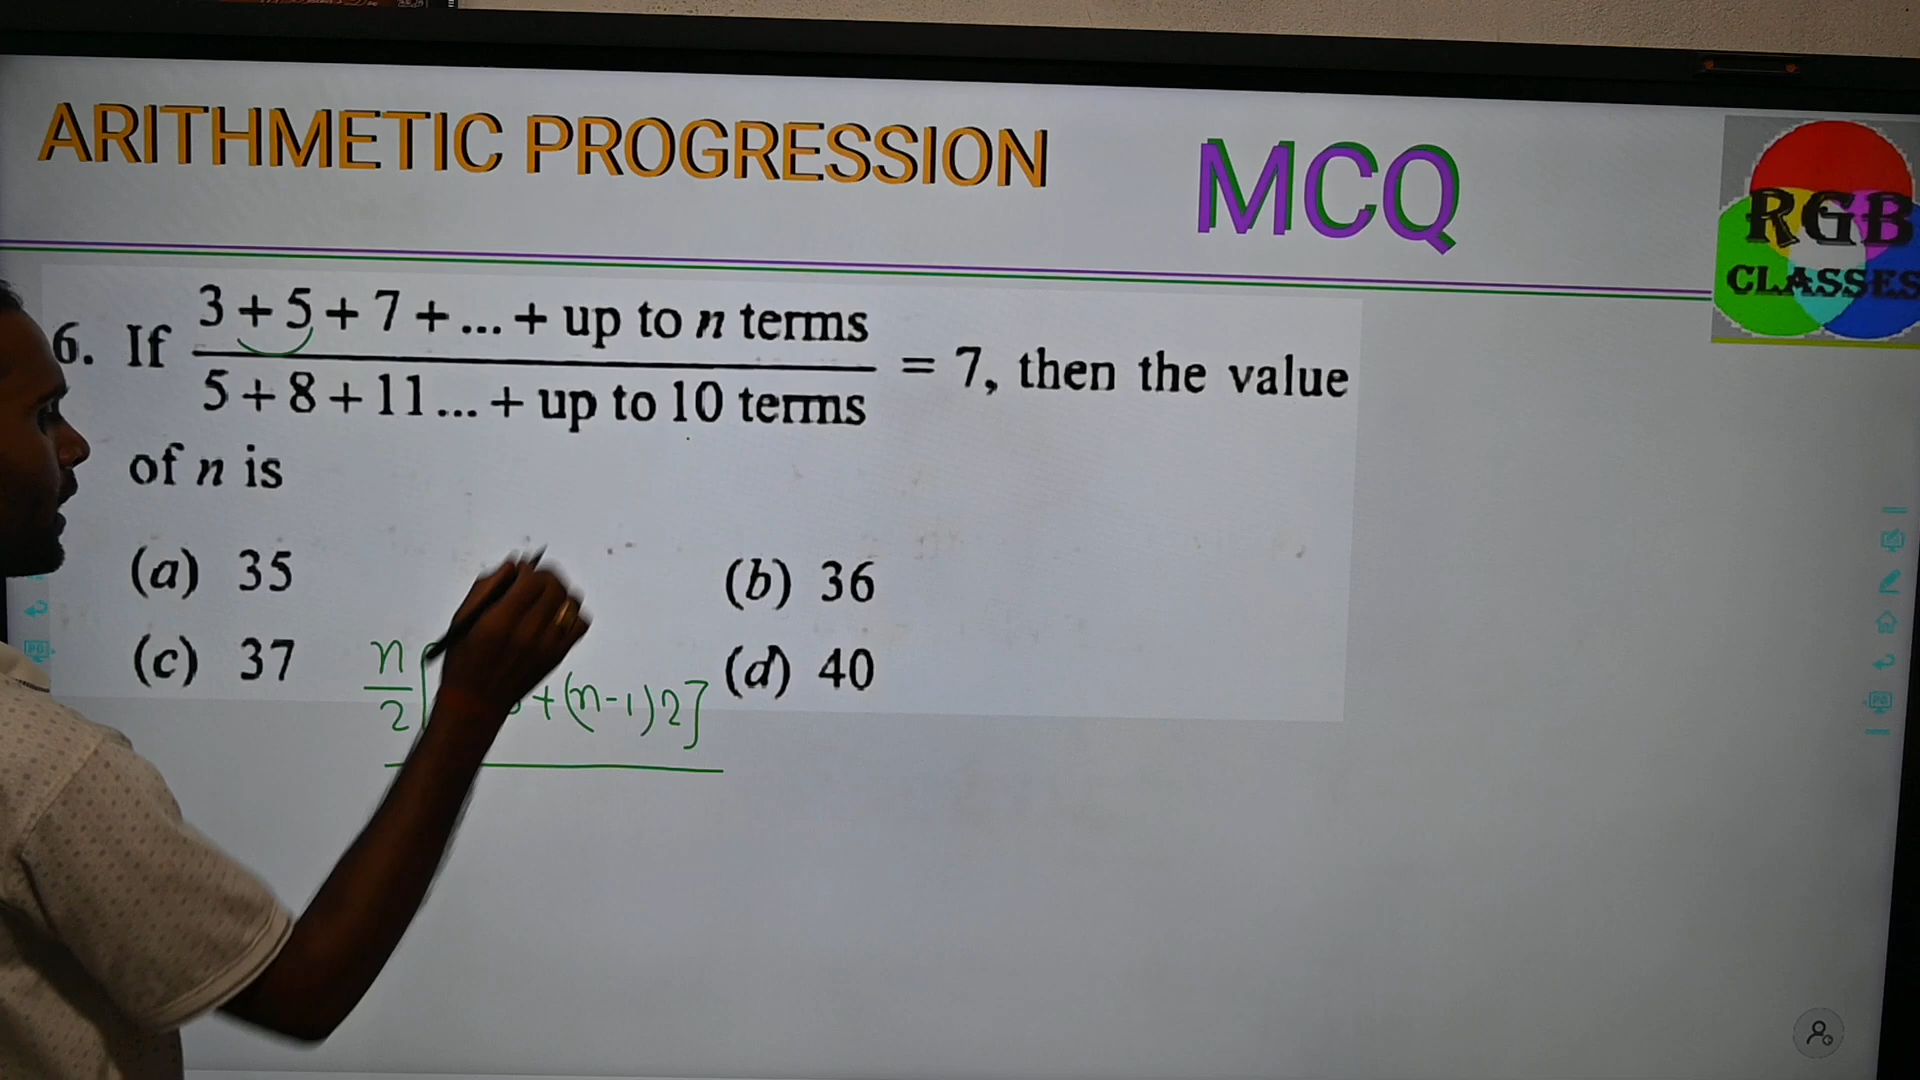 ARITHMETIC PROGRESSION MCQ
RGB
CLASSES
6. If 3 + 5 + 7 + ... + up to n terms
5 + 8 + 11 ... + up to 10 terms
= 7, then the value
of n is
(a) 35 (b) 36
(c) 37 (d) 40
n
2
[ + (n-1)2]